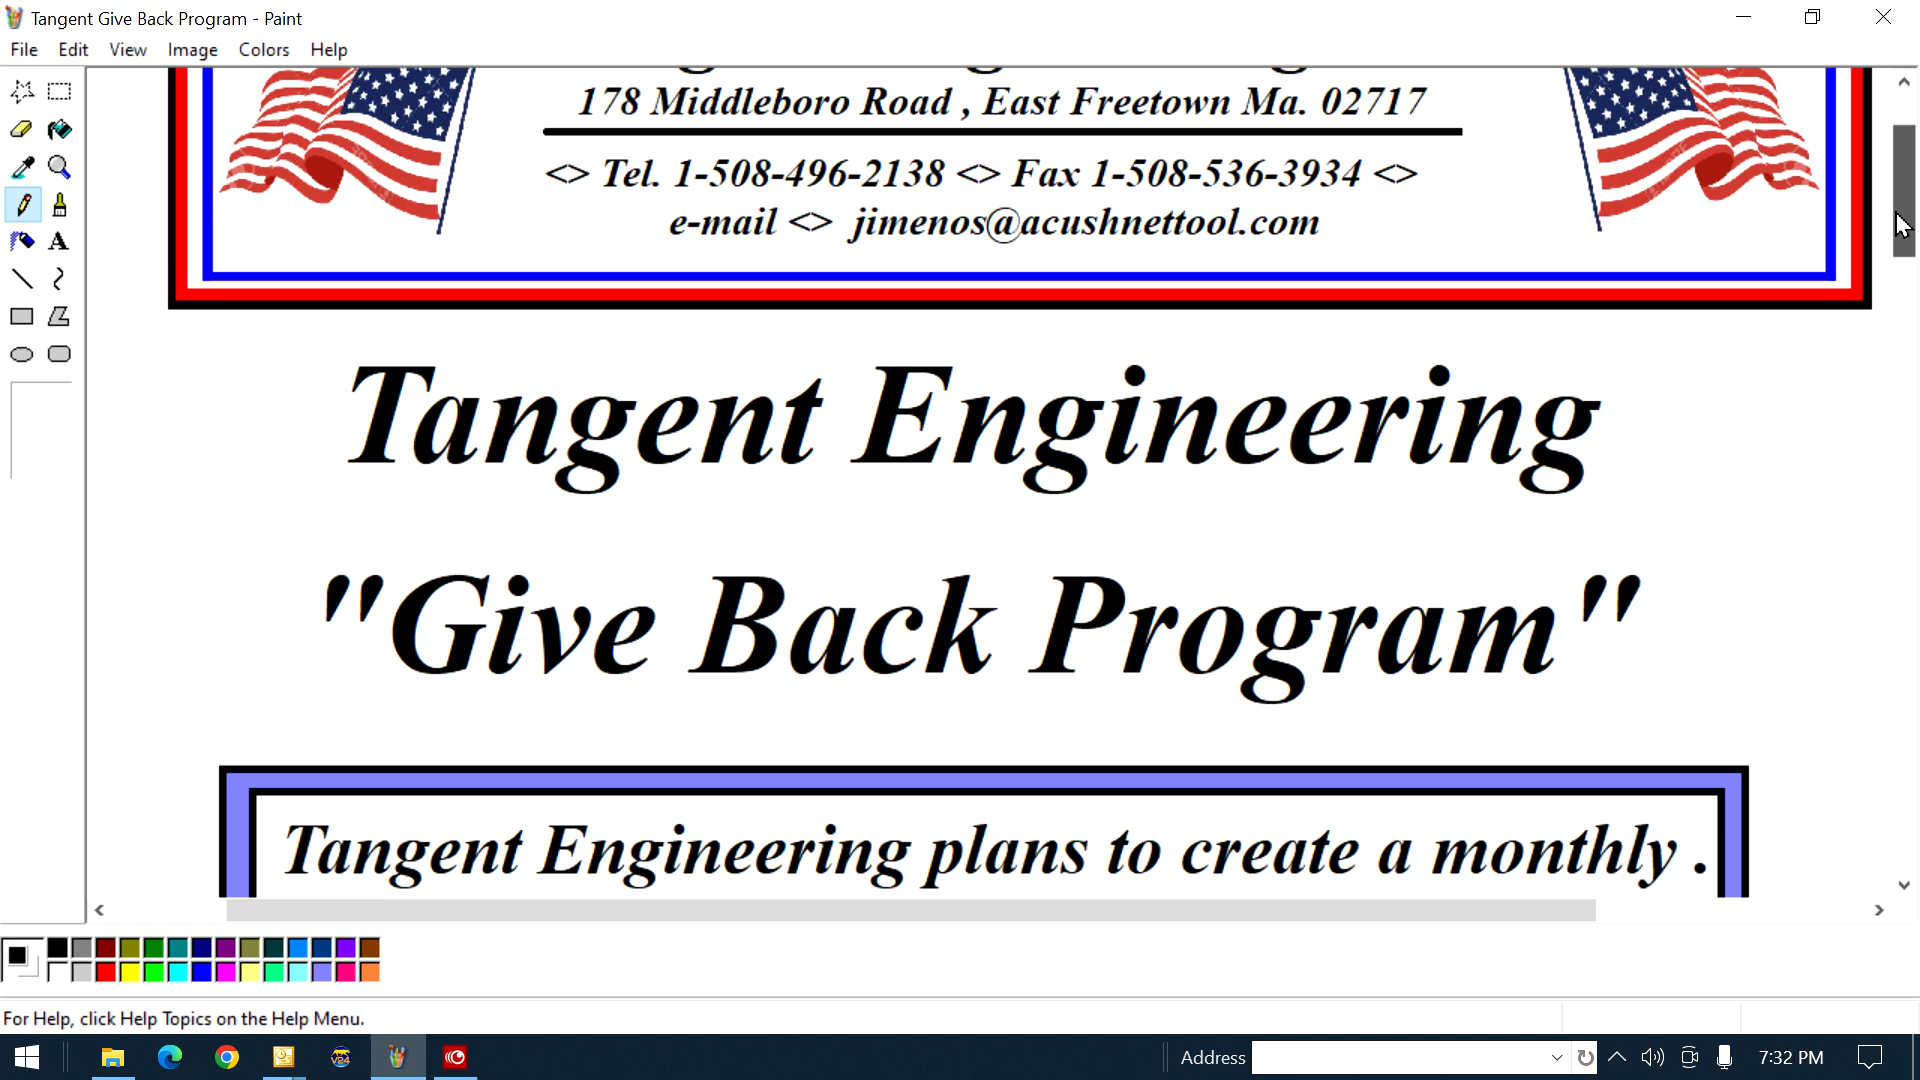 Tangent Give Back Program - Paint
File Edit View Image Colors Help
178 Middleboro Road , East Freetown Ma. 02717
<> Tel. 1-508-496-2138 <> Fax 1-508-536-3934 <>
e-mail <> jimenos@acushnettool.com
Tangent Engineering
"Give Back Program"
Tangent Engineering plans to create a monthly .
For Help, click Help Topics on the Help Menu.
V24
Address
7:32 PM